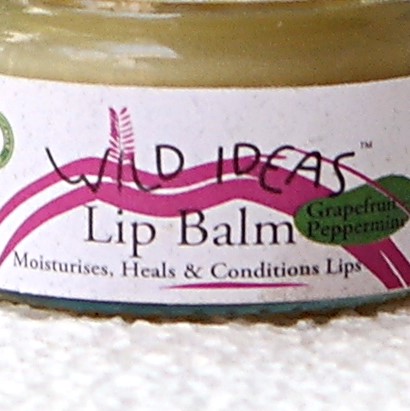 WILD IDEAS™
Lip Balm
Grapefruit
Peppermint
Moisturises, Heals & Conditions Lips